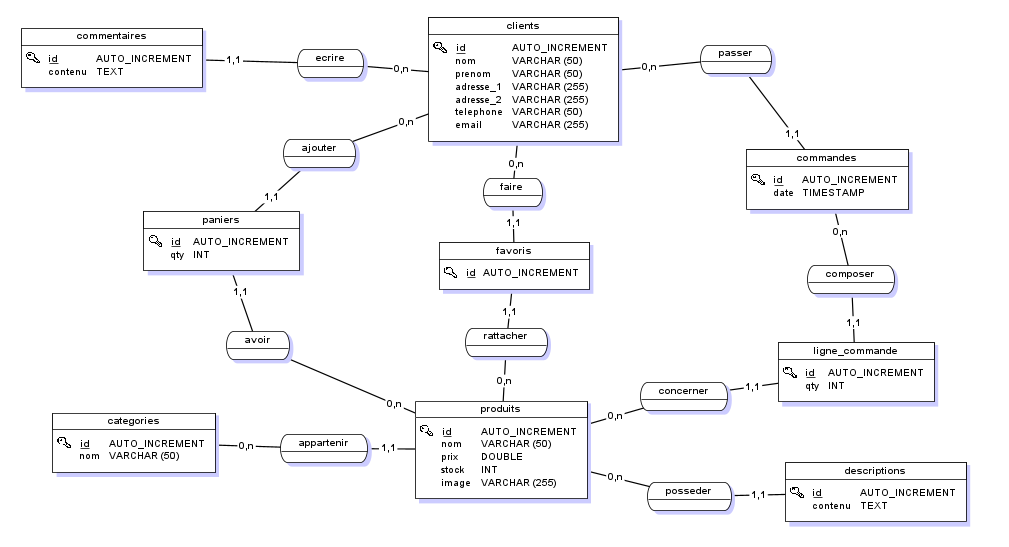 clients
id AUTO_INCREMENT
nom VARCHAR (50)
prenom VARCHAR (50)
adresse_1 VARCHAR (255)
adresse_2 VARCHAR (255)
telephone VARCHAR (50)
email VARCHAR (255)
commentaires
id AUTO_INCREMENT
contenu TEXT
1,1
ecrire
0,n
0,n
passer
1,1
0,n
ajouter
1,1
0,n
faire
1,1
commandes
id AUTO_INCREMENT
date TIMESTAMP
paniers
id AUTO_INCREMENT
qty INT
favoris
id AUTO_INCREMENT
0,n
composer
1,1
1,1
avoir
0,n
1,1
rattacher
0,n
ligne_commande
id AUTO_INCREMENT
qty INT
1,1
concerner
0,n
produits
id AUTO_INCREMENT
nom VARCHAR (50)
prix DOUBLE
stock INT
image VARCHAR (255)
categories
id AUTO_INCREMENT
nom VARCHAR (50)
0,n
appartenir
1,1
0,n
posseder
1,1
descriptions
id AUTO_INCREMENT
contenu TEXT